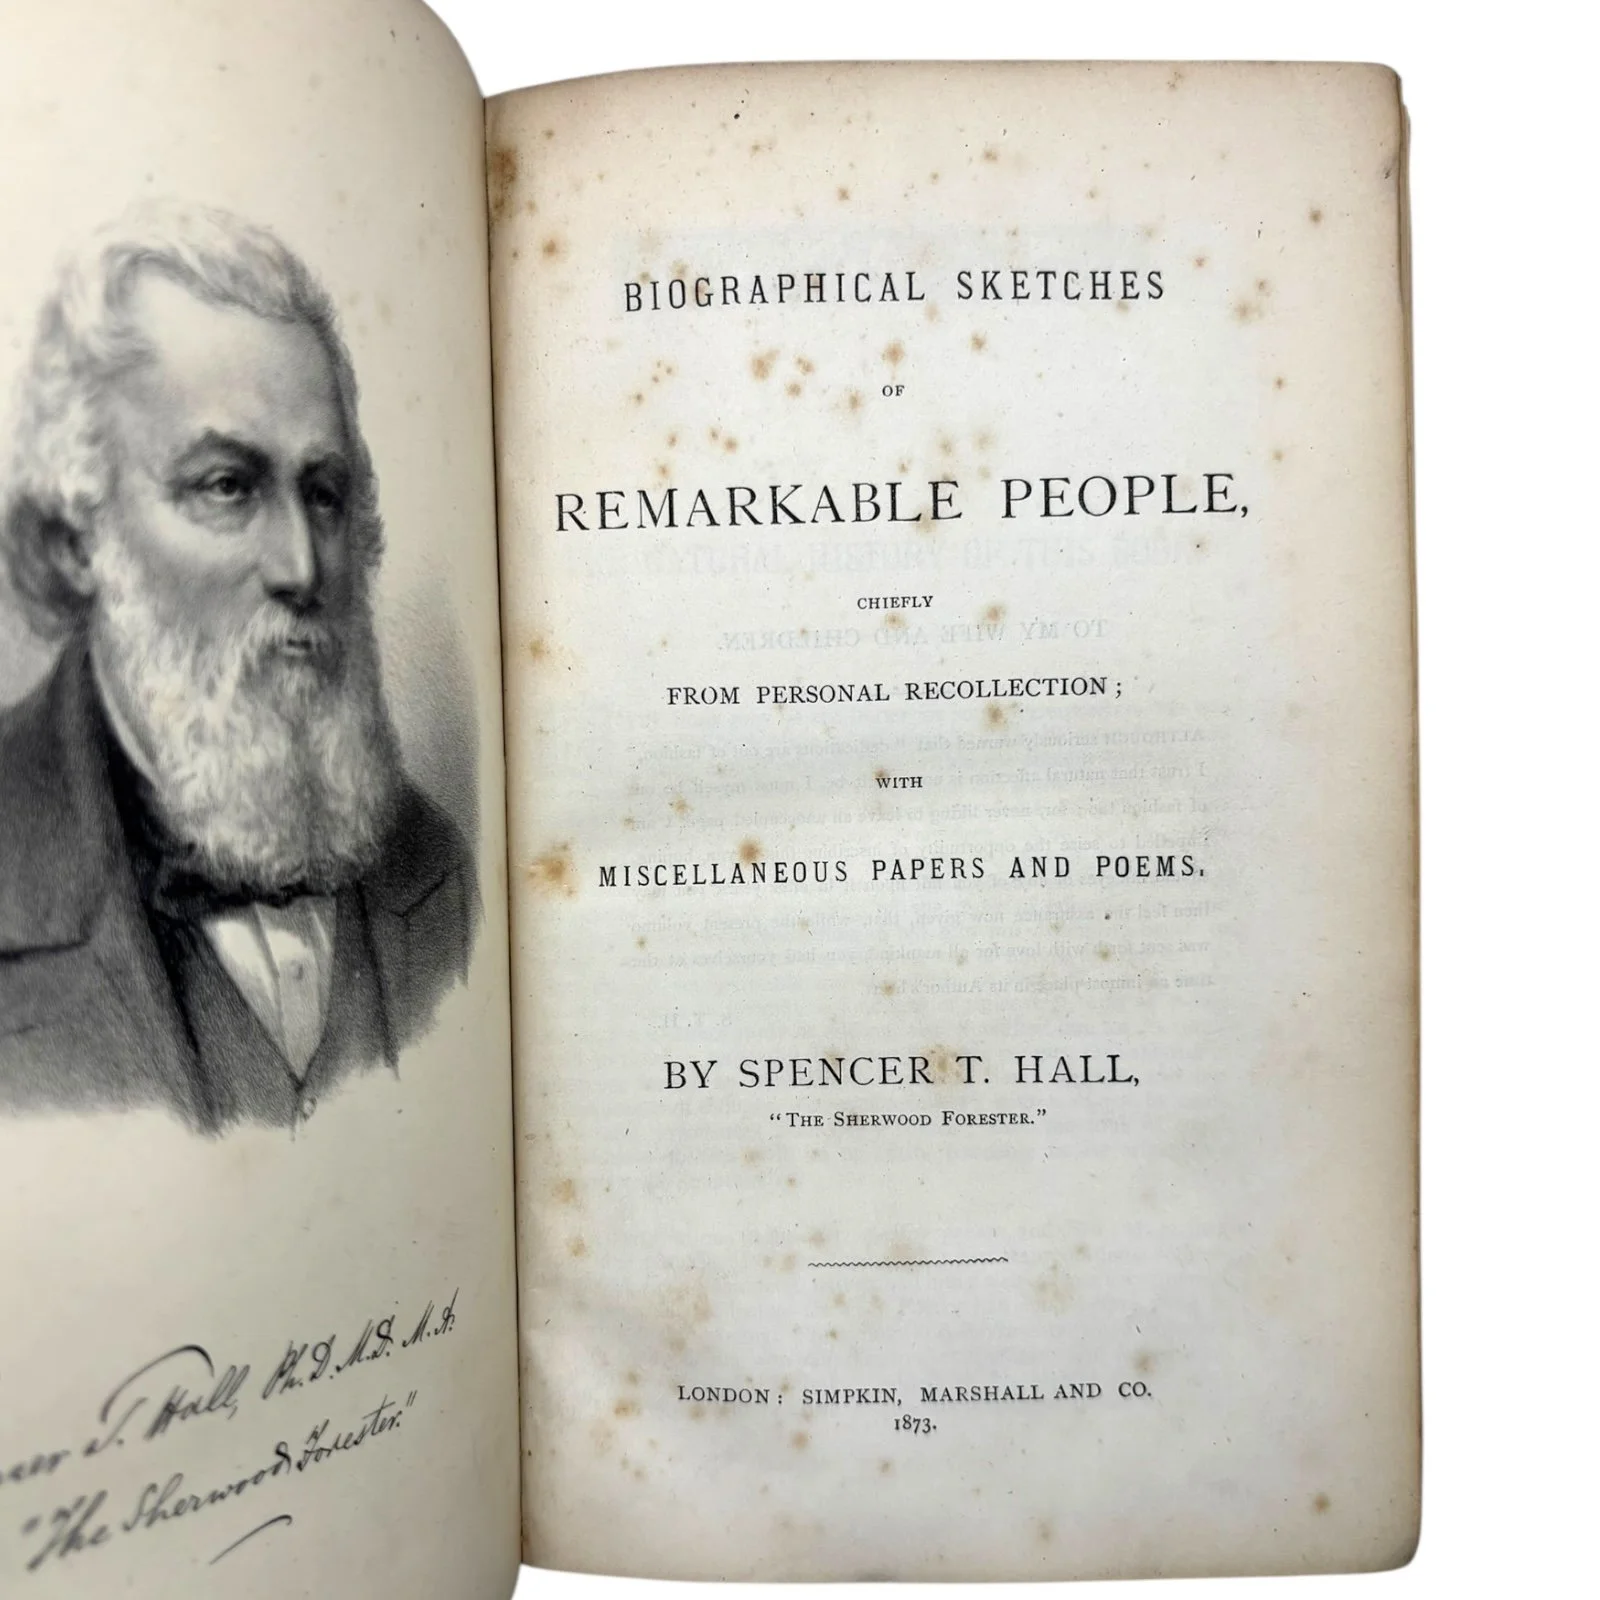 T. Hall, Ph.D. M.D. M.A.
"The Sherwood Forester."
BIOGRAPHICAL SKETCHES
OF
REMARKABLE PEOPLE,
CHIEFLY
FROM PERSONAL RECOLLECTION;
WITH
MISCELLANEOUS PAPERS AND POEMS,
BY SPENCER T. HALL,
"THE SHERWOOD FORESTER."
LONDON: SIMPKIN, MARSHALL AND CO.
1873.